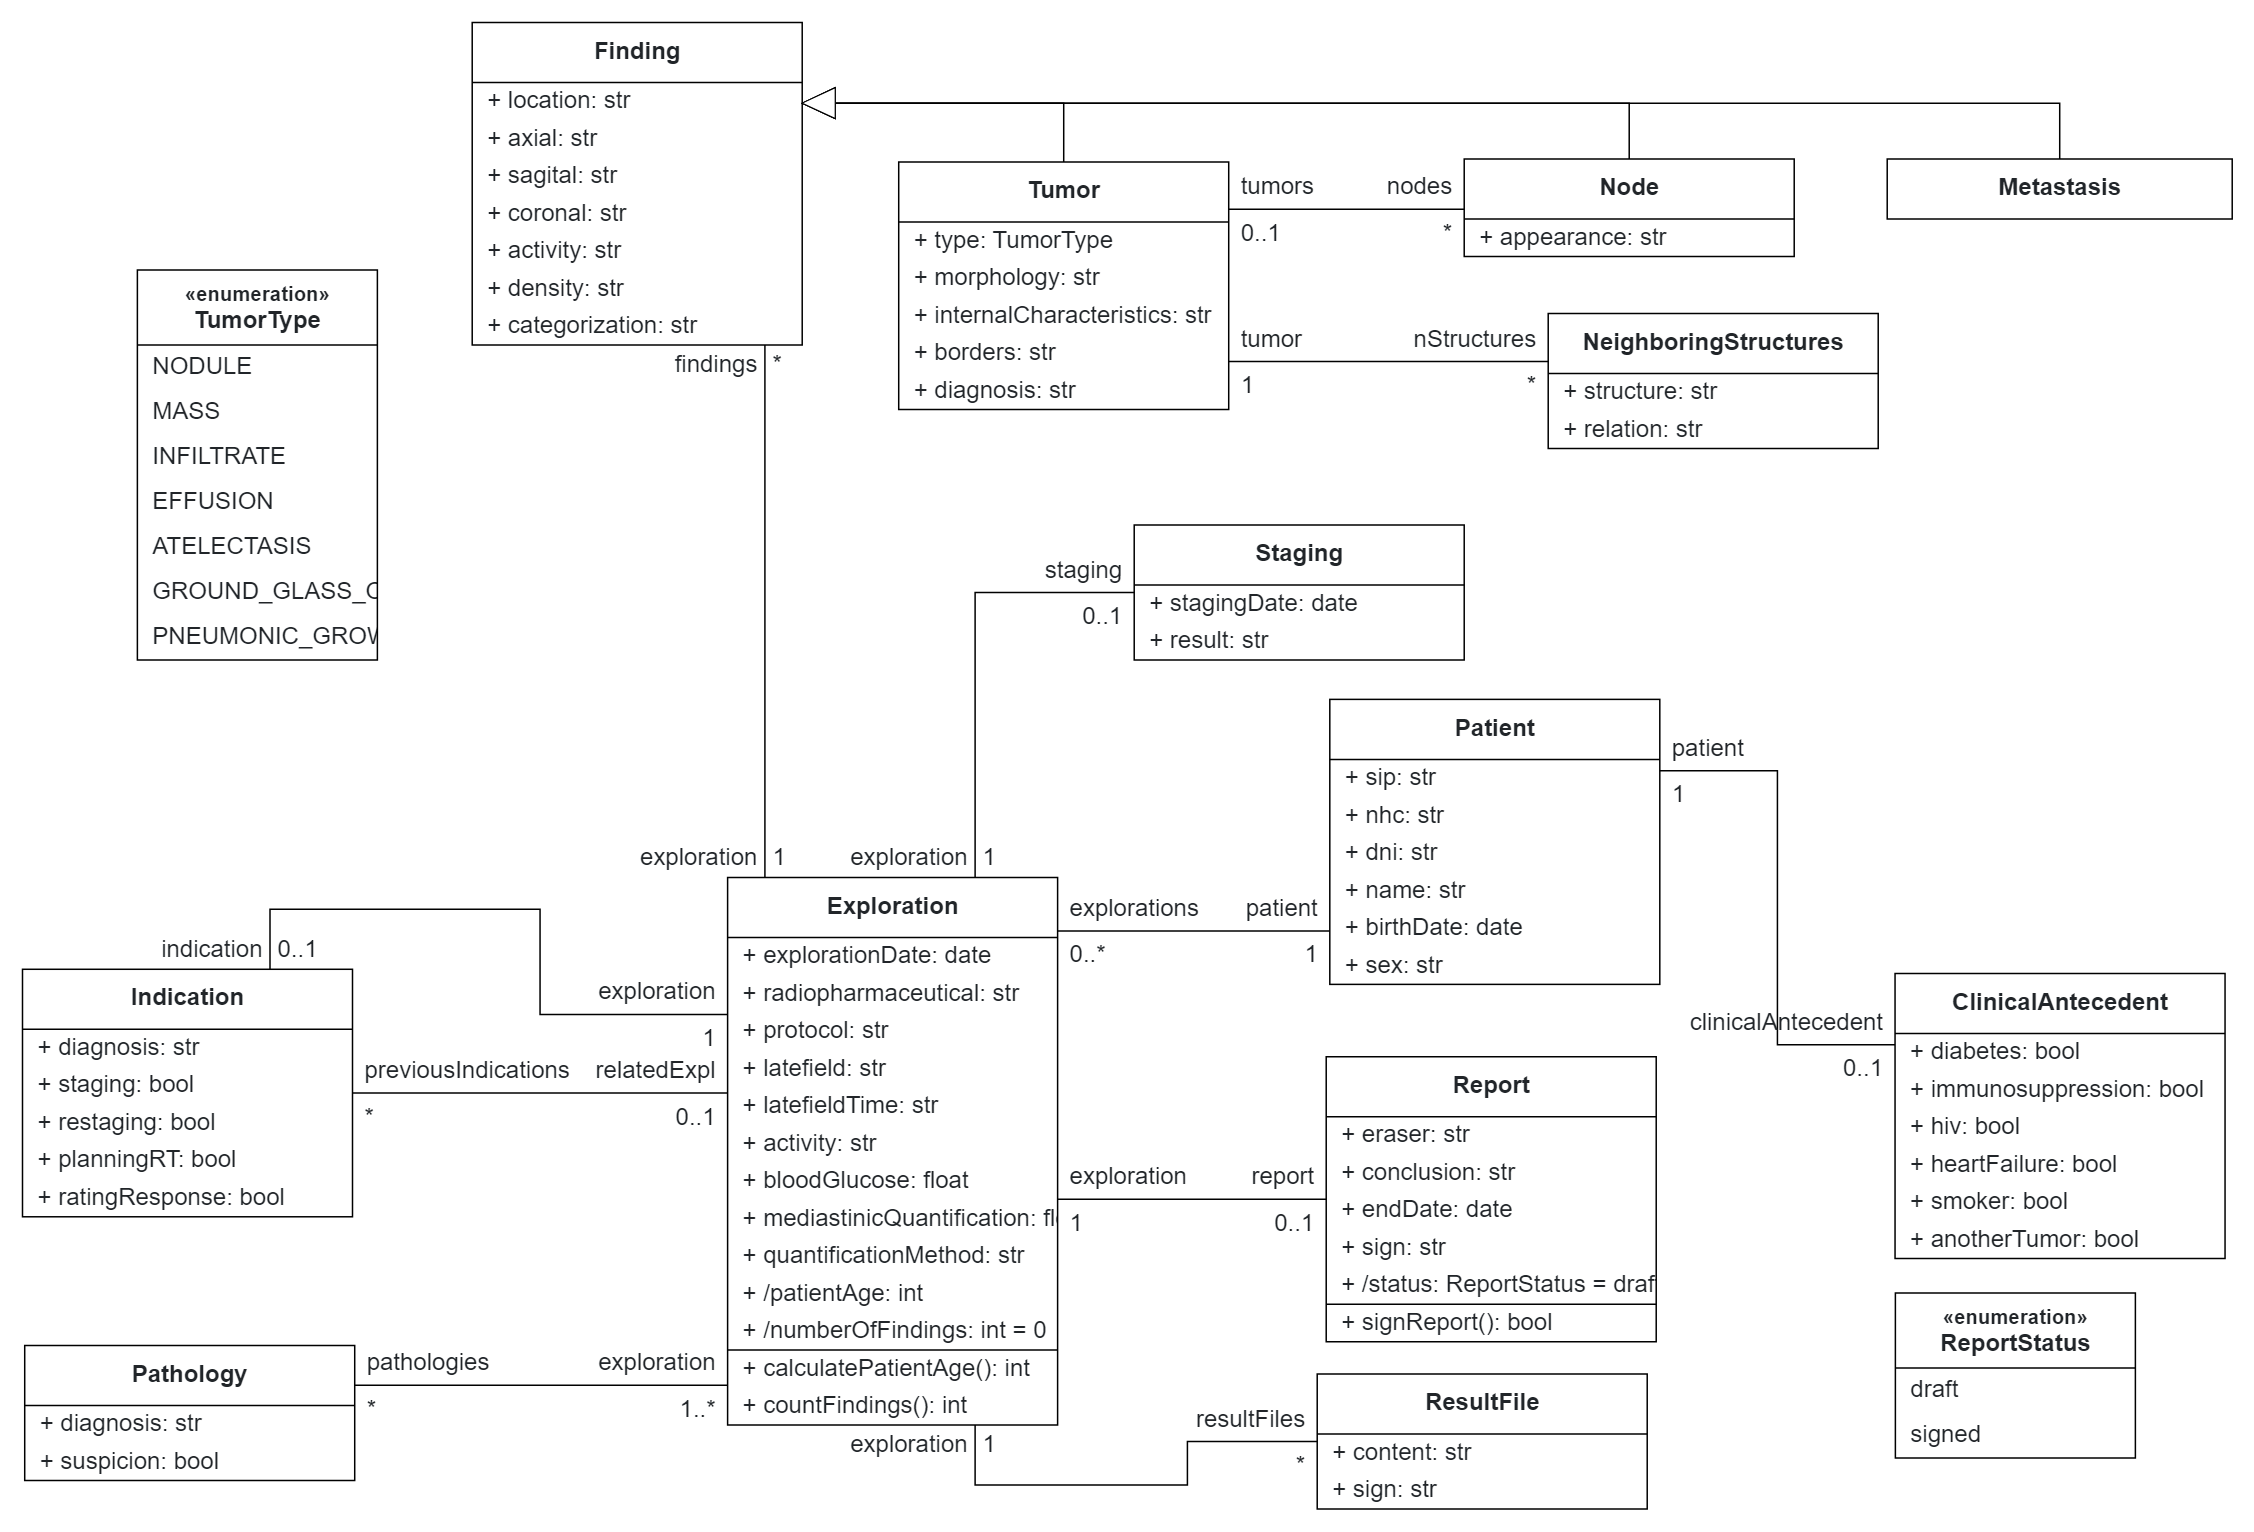 Finding
+ location: str
+ axial: str
+ sagital: str
+ coronal: str
+ activity: str
+ density: str
+ categorization: str
findings *
Tumor
+ type: TumorType
+ morphology: str
+ internalCharacteristics: str
+ borders: str
+ diagnosis: str
tumors nodes
0..1 *
Node
+ appearance: str
Metastasis
tumor nStructures
1 *
NeighboringStructures
+ structure: str
+ relation: str
«enumeration»
TumorType
NODULE
MASS
INFILTRATE
EFFUSION
ATELECTASIS
GROUND_GLASS_
PNEUMONIC_GROW
staging
0..1
Staging
+ stagingDate: date
+ result: str
Patient
+ sip: str
+ nhc: str
+ dni: str
+ name: str
+ birthDate: date
+ sex: str
patient
1
exploration 1
exploration 1
explorations patient
0..* 1
clinicalAntecedent
0..1
ClinicalAntecedent
+ diabetes: bool
+ immunosuppression: bool
+ hiv: bool
+ heartFailure: bool
+ smoker: bool
+ anotherTumor: bool
indication 0..1
exploration
1
Indication
+ diagnosis: str
+ staging: bool
+ restaging: bool
+ planningRT: bool
+ ratingResponse: bool
previousIndications relatedExpl
* 0..1
Exploration
+ explorationDate: date
+ radiopharmaceutical: str
+ protocol: str
+ latefield: str
+ latefieldTime: str
+ activity: str
+ bloodGlucose: float
+ mediastinicQuantification: fl
+ quantificationMethod: str
+ /patientAge: int
+ /numberOfFindings: int = 0
+ calculatePatientAge(): int
+ countFindings(): int
exploration report
1 0..1
Report
+ eraser: str
+ conclusion: str
+ endDate: date
+ sign: str
+ /status: ReportStatus = draf
+ signReport(): bool
«enumeration»
ReportStatus
draft
signed
Pathology
+ diagnosis: str
+ suspicion: bool
pathologies exploration
* 1..*
exploration 1
resultFiles
*
ResultFile
+ content: str
+ sign: str